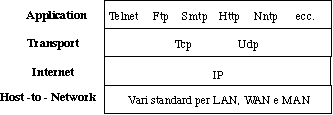 Application Telnet Ftp Smtp Http Nntp ecc.
Transport Tcp Udp
Internet IP
Host -to - Network Vari standard per LAN, WAN e MAN